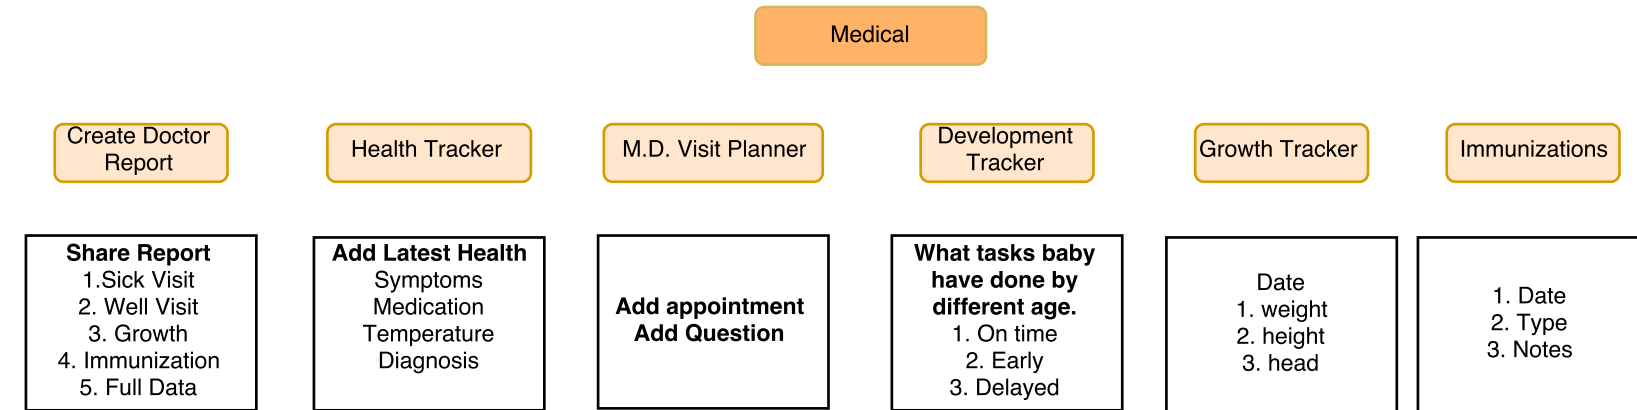 Medical
Create Doctor
Report
Health Tracker
M.D. Visit Planner
Development
Tracker
Growth Tracker
Immunizations
Share Report
1.Sick Visit
2. Well Visit
3. Growth
4. Immunization
5. Full Data
Add Latest Health
Symptoms
Medication
Temperature
Diagnosis
Add appointment
Add Question
What tasks baby
have done by
different age.
1. On time
2. Early
3. Delayed
Date
1. weight
2. height
3. head
1. Date
2. Type
3. Notes